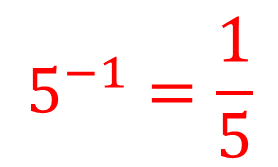 5⁻¹ = 1/5